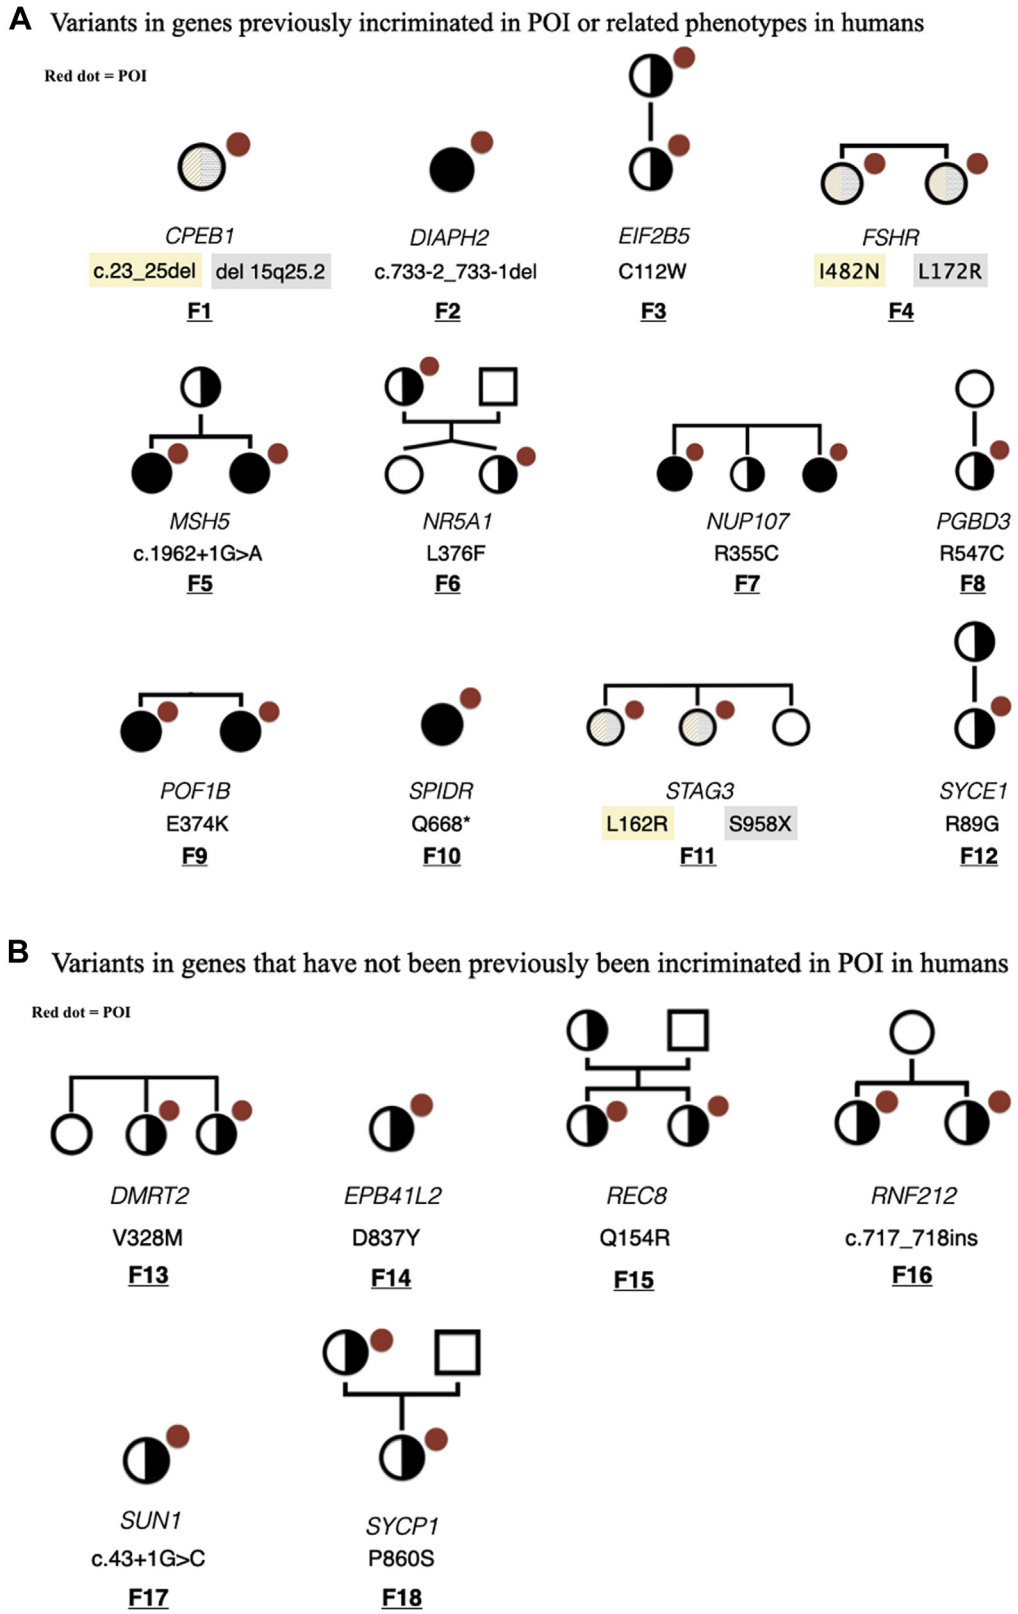 A Variants in genes previously incriminated in POI or related phenotypes in humans
Red dot = POI
CPEB1
c.23_25del del 15q25.2
F1
DIAPH2
c.733-2_733-1del
F2
EIF2B5
C112W
F3
FSHR
I482N L172R
F4
MSH5
c.1962+1G>A
F5
NR5A1
L376F
F6
NUP107
R355C
F7
PGBD3
R547C
F8
POF1B
E374K
F9
SPIDR
Q668*
F10
STAG3
L162R S958X
F11
SYCE1
R89G
F12
B Variants in genes that have not been previously been incriminated in POI in humans
Red dot = POI
DMRT2
V328M
F13
EPB41L2
D837Y
F14
REC8
Q154R
F15
RNF212
c.717_718ins
F16
SUN1
c.43+1G>C
F17
SYCP1
P860S
F18